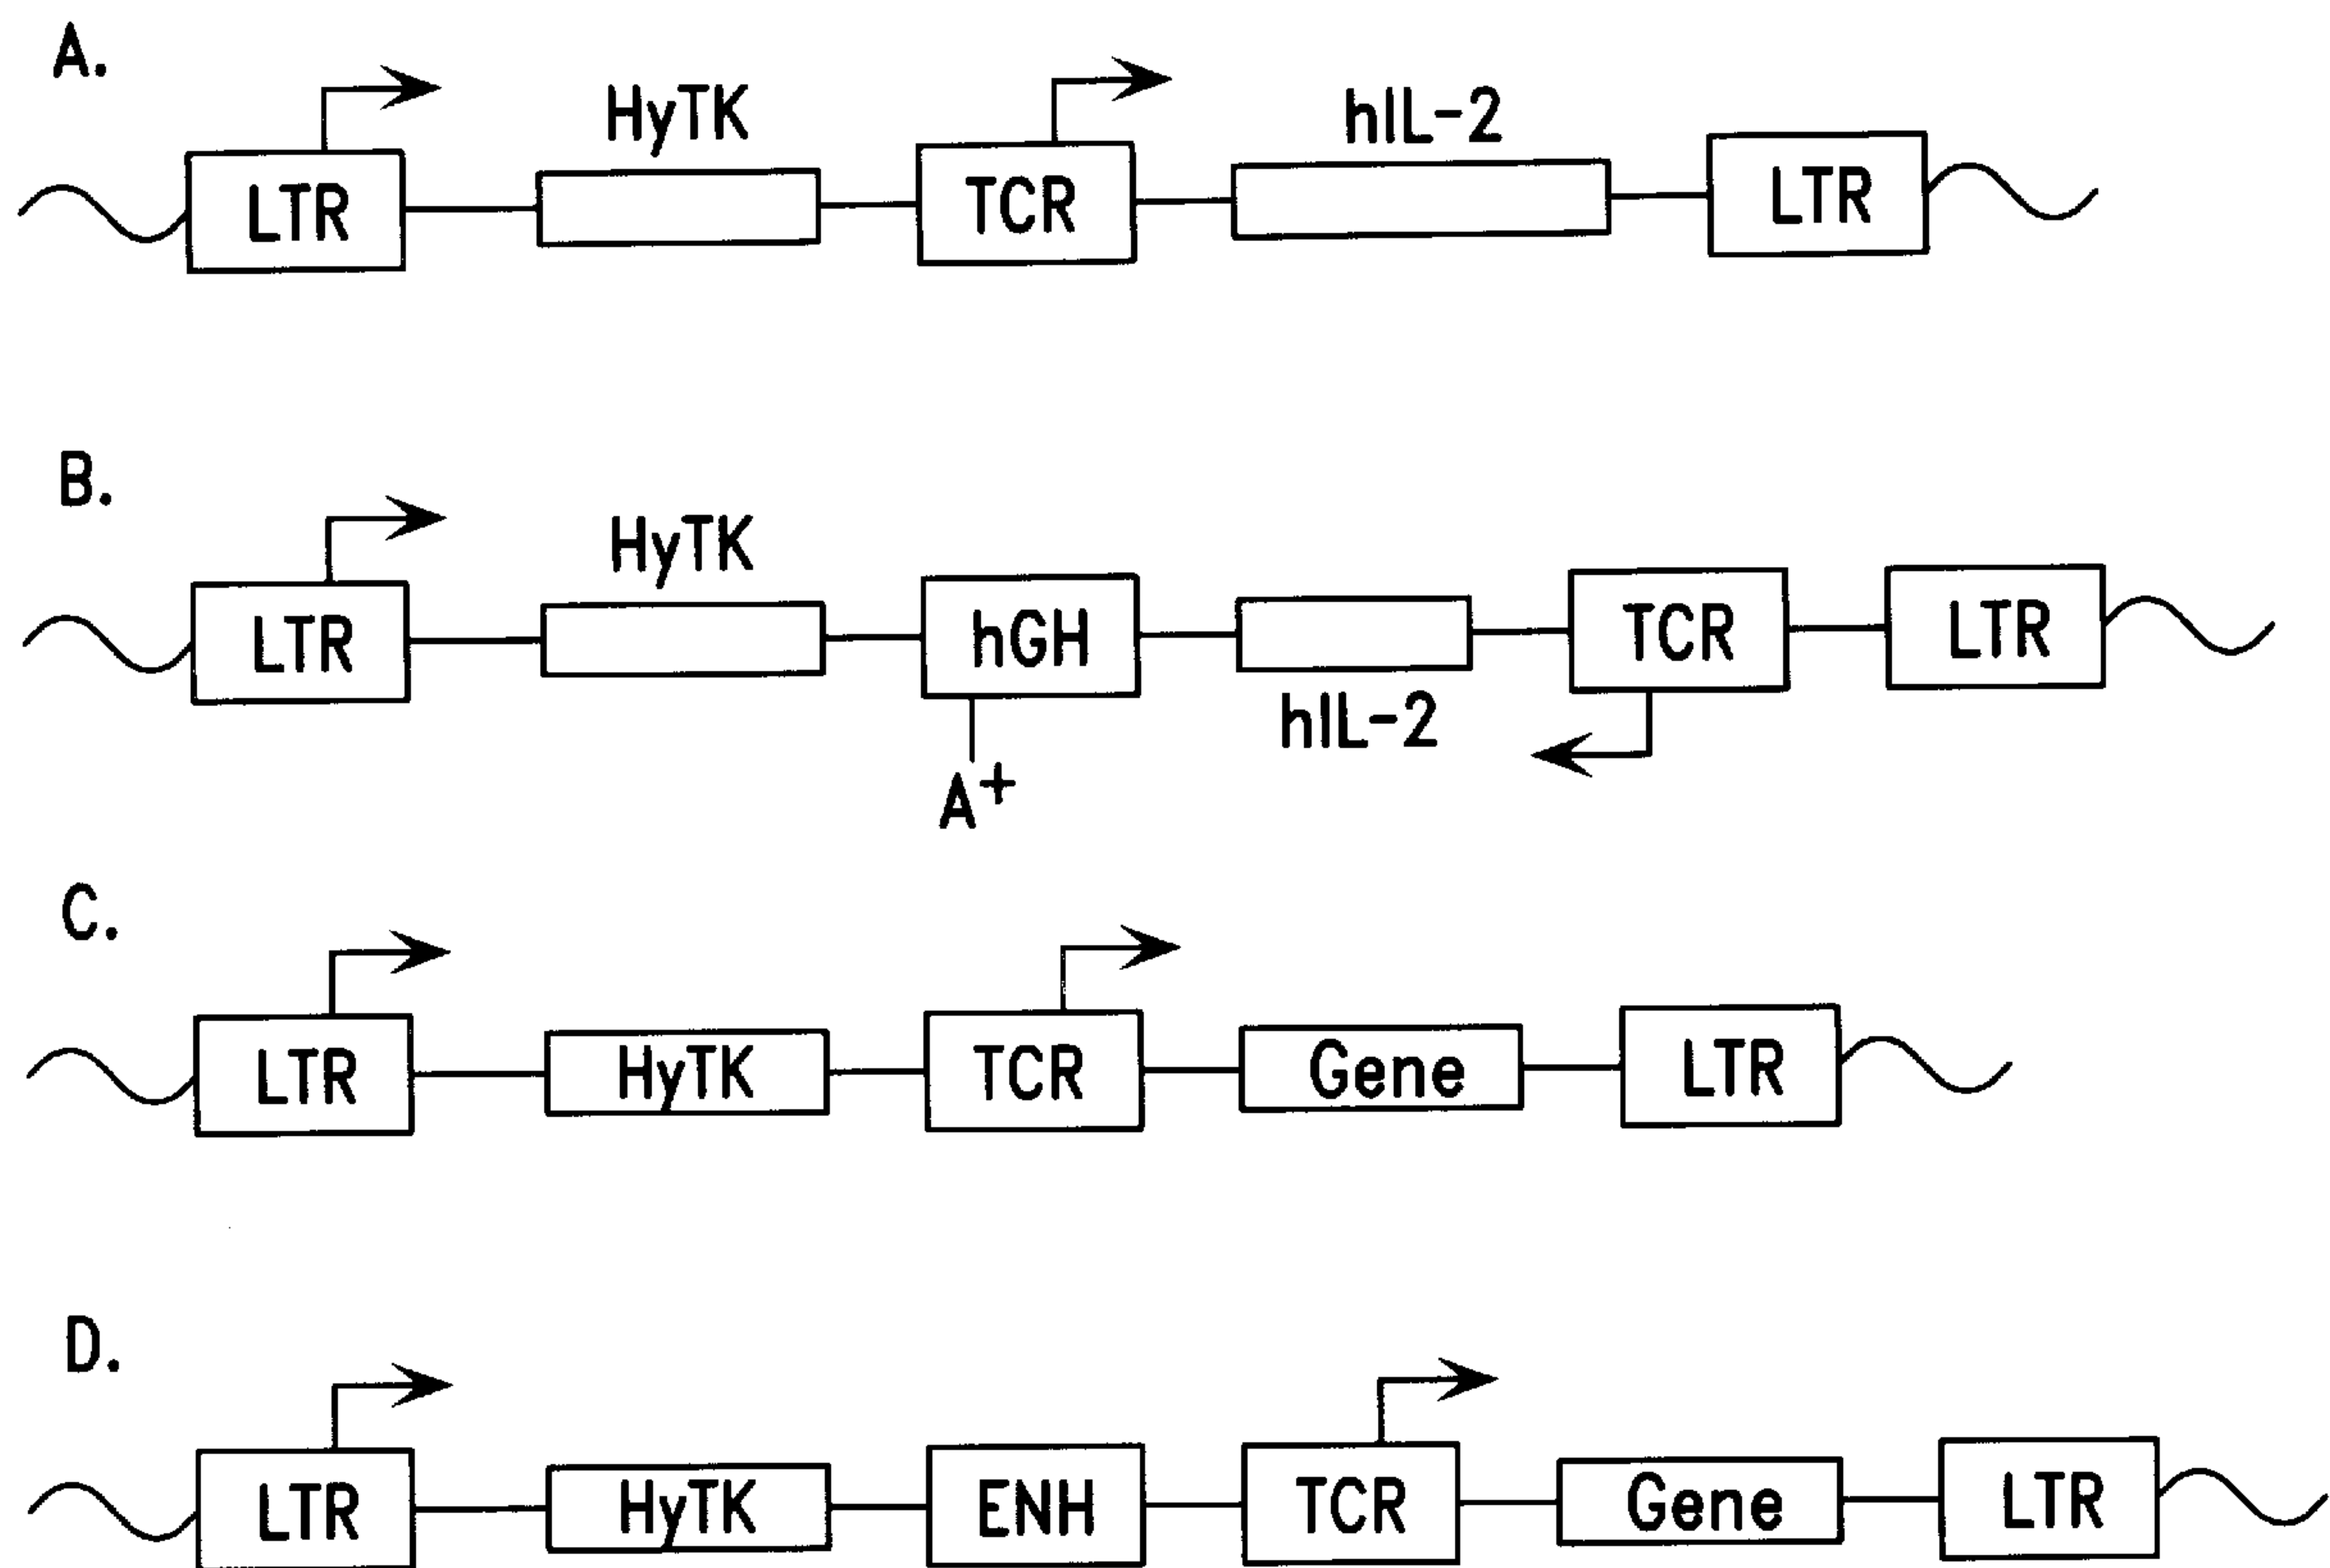 A.
HyTK hIL-2
LTR TCR LTR
B.
HyTK
LTR hGH TCR LTR
hIL-2
A+
C.
LTR HyTK TCR Gene LTR
D.
LTR HyTK ENH TCR Gene LTR